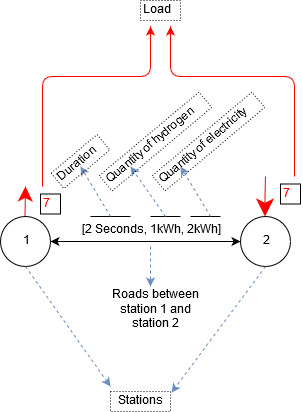 Load
Duration
Quantity of hydrogen
Quantity of electricity
7
7
[2 Seconds, 1kWh, 2kWh]
1
2
Roads between
station 1 and
station 2
Stations